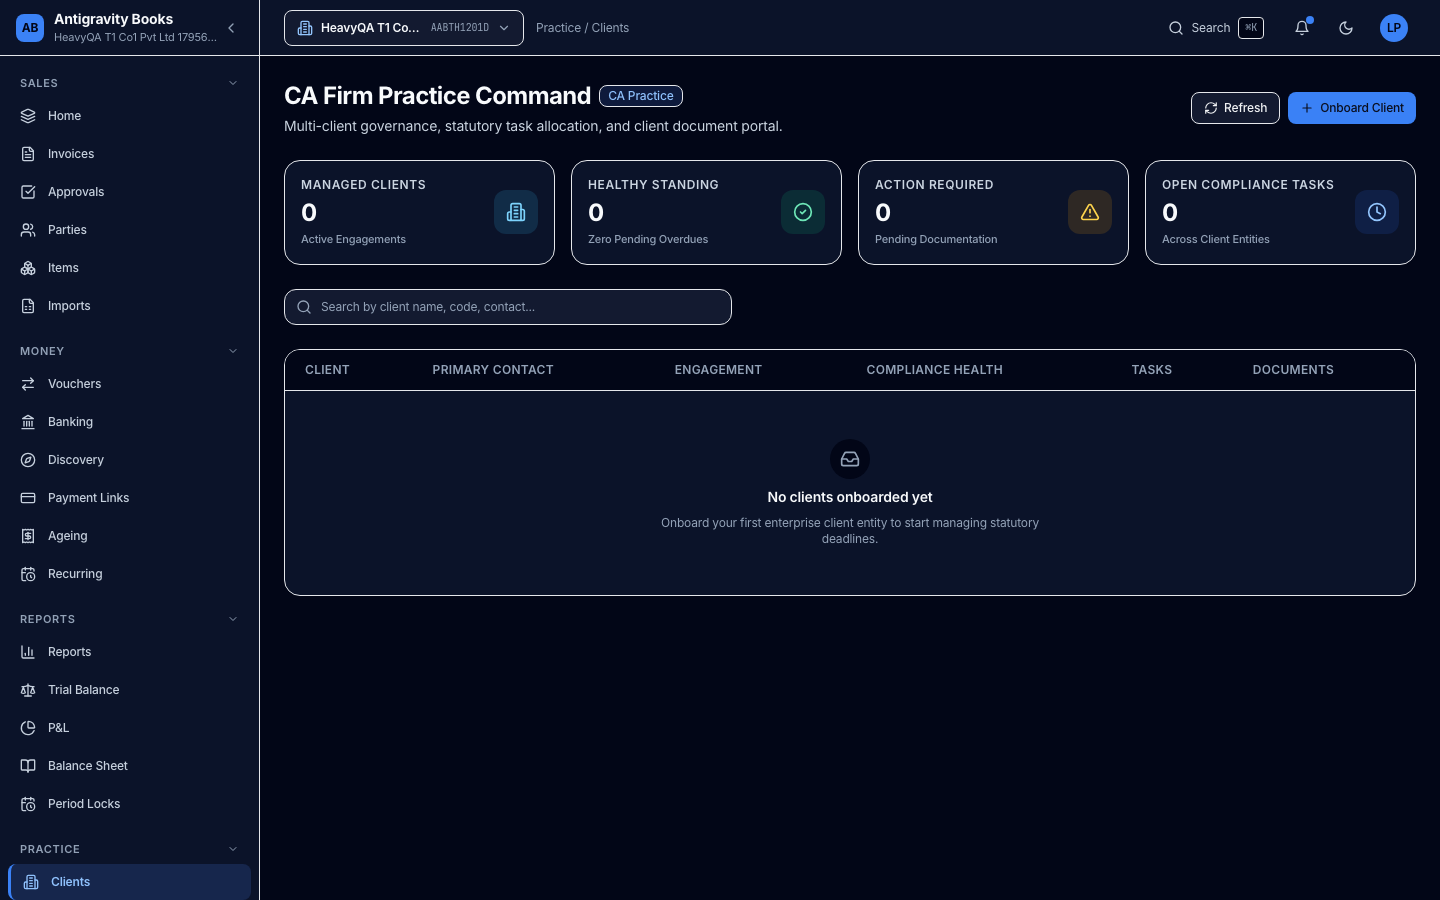 AB
Antigravity Books
HeavyQA T1 Co1 Pvt Ltd 17956...
HeavyQA T1 Co... AABTH1201D
Practice / Clients
Search ⌘K
LP
SALES
Home
Invoices
Approvals
Parties
Items
Imports
MONEY
Vouchers
Banking
Discovery
Payment Links
Ageing
Recurring
REPORTS
Reports
Trial Balance
P&L
Balance Sheet
Period Locks
PRACTICE
Clients
CA Firm Practice Command CA Practice
Multi-client governance, statutory task allocation, and client document portal.
Refresh
Onboard Client
MANAGED CLIENTS
0
Active Engagements
HEALTHY STANDING
0
Zero Pending Overdues
ACTION REQUIRED
0
Pending Documentation
OPEN COMPLIANCE TASKS
0
Across Client Entities
Search by client name, code, contact...
CLIENT PRIMARY CONTACT ENGAGEMENT COMPLIANCE HEALTH TASKS DOCUMENTS
No clients onboarded yet
Onboard your first enterprise client entity to start managing statutory
deadlines.